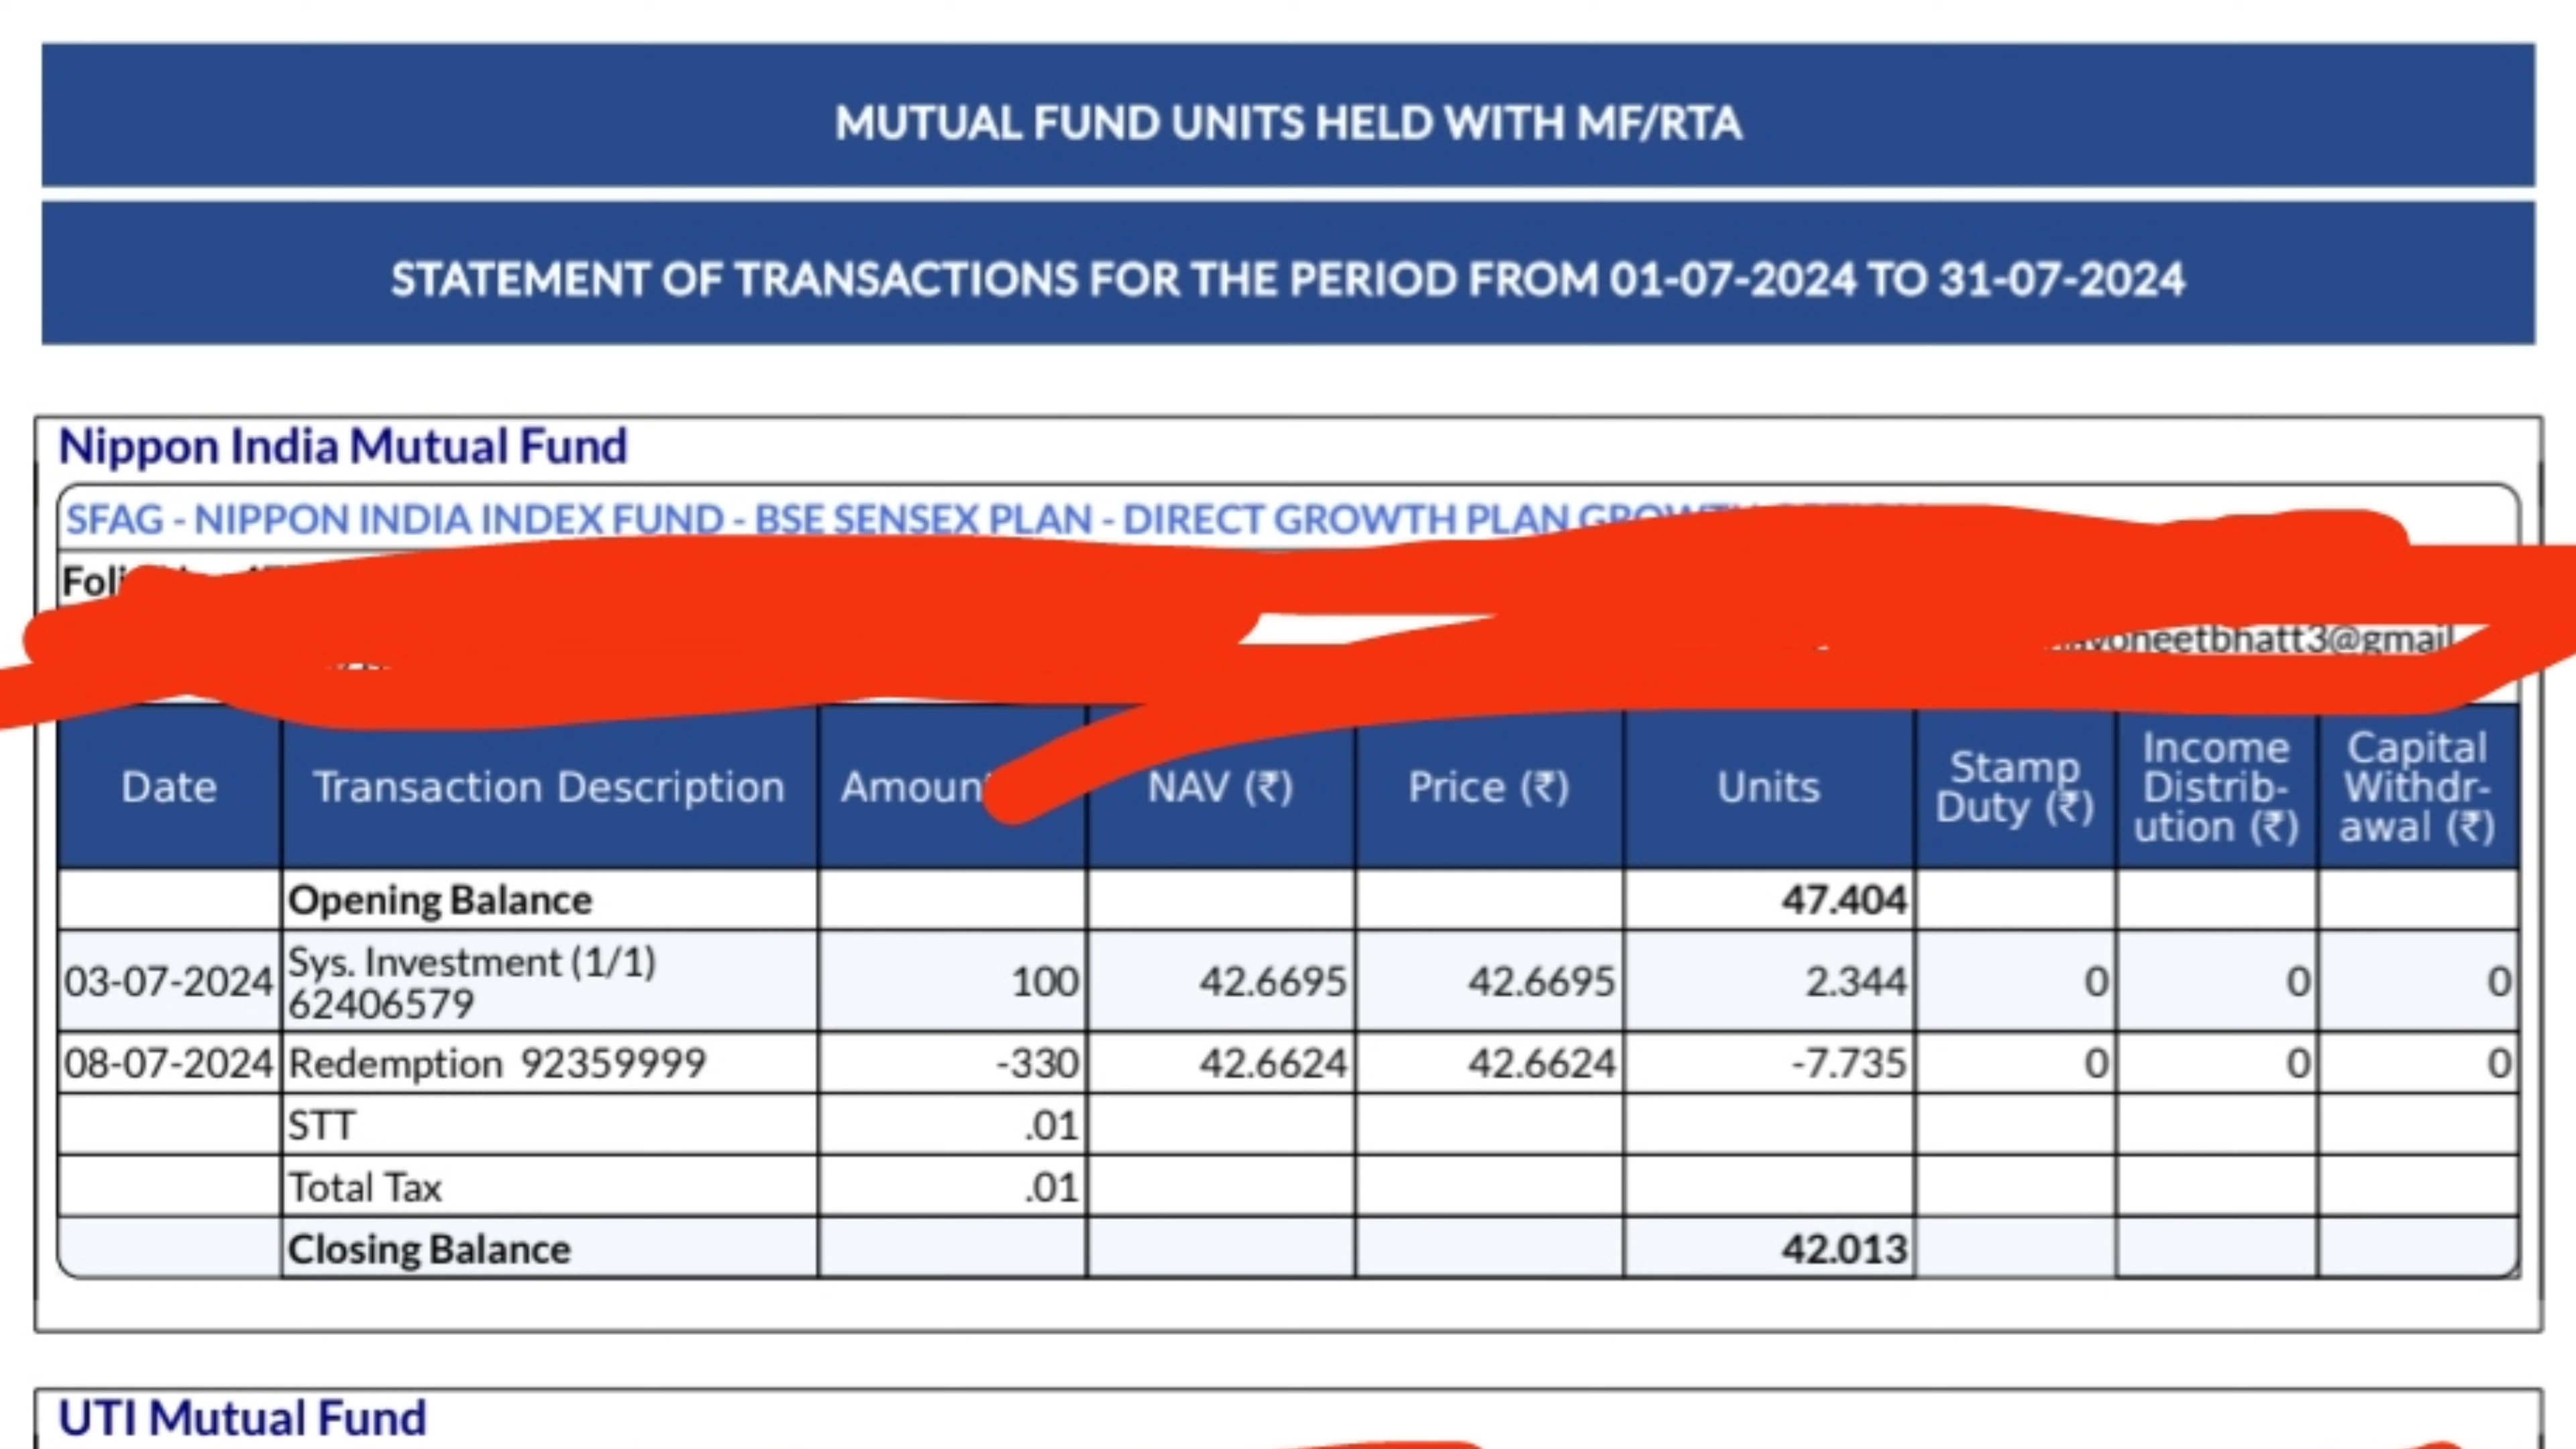 MUTUAL FUND UNITS HELD WITH MF/RTA
STATEMENT OF TRANSACTIONS FOR THE PERIOD FROM 01-07-2024 TO 31-07-2024
Nippon India Mutual Fund
SFAG - NIPPON INDIA INDEX FUND - BSE SENSEX PLAN - DIRECT GROWTH PLAN
Date Transaction Description NAV (₹) Price (₹) Units Stamp Duty (₹) Income Distrib-ution (₹) Capital Withdr-awal (₹)
Opening Balance 47.404
03-07-2024 Sys. Investment (1/1) 62406579 100 42.6695 42.6695 2.344 0 0 0
08-07-2024 Redemption 92359999 -330 42.6624 42.6624 -7.735 0 0 0
STT .01
Total Tax .01
Closing Balance 42.013
UTI Mutual Fund